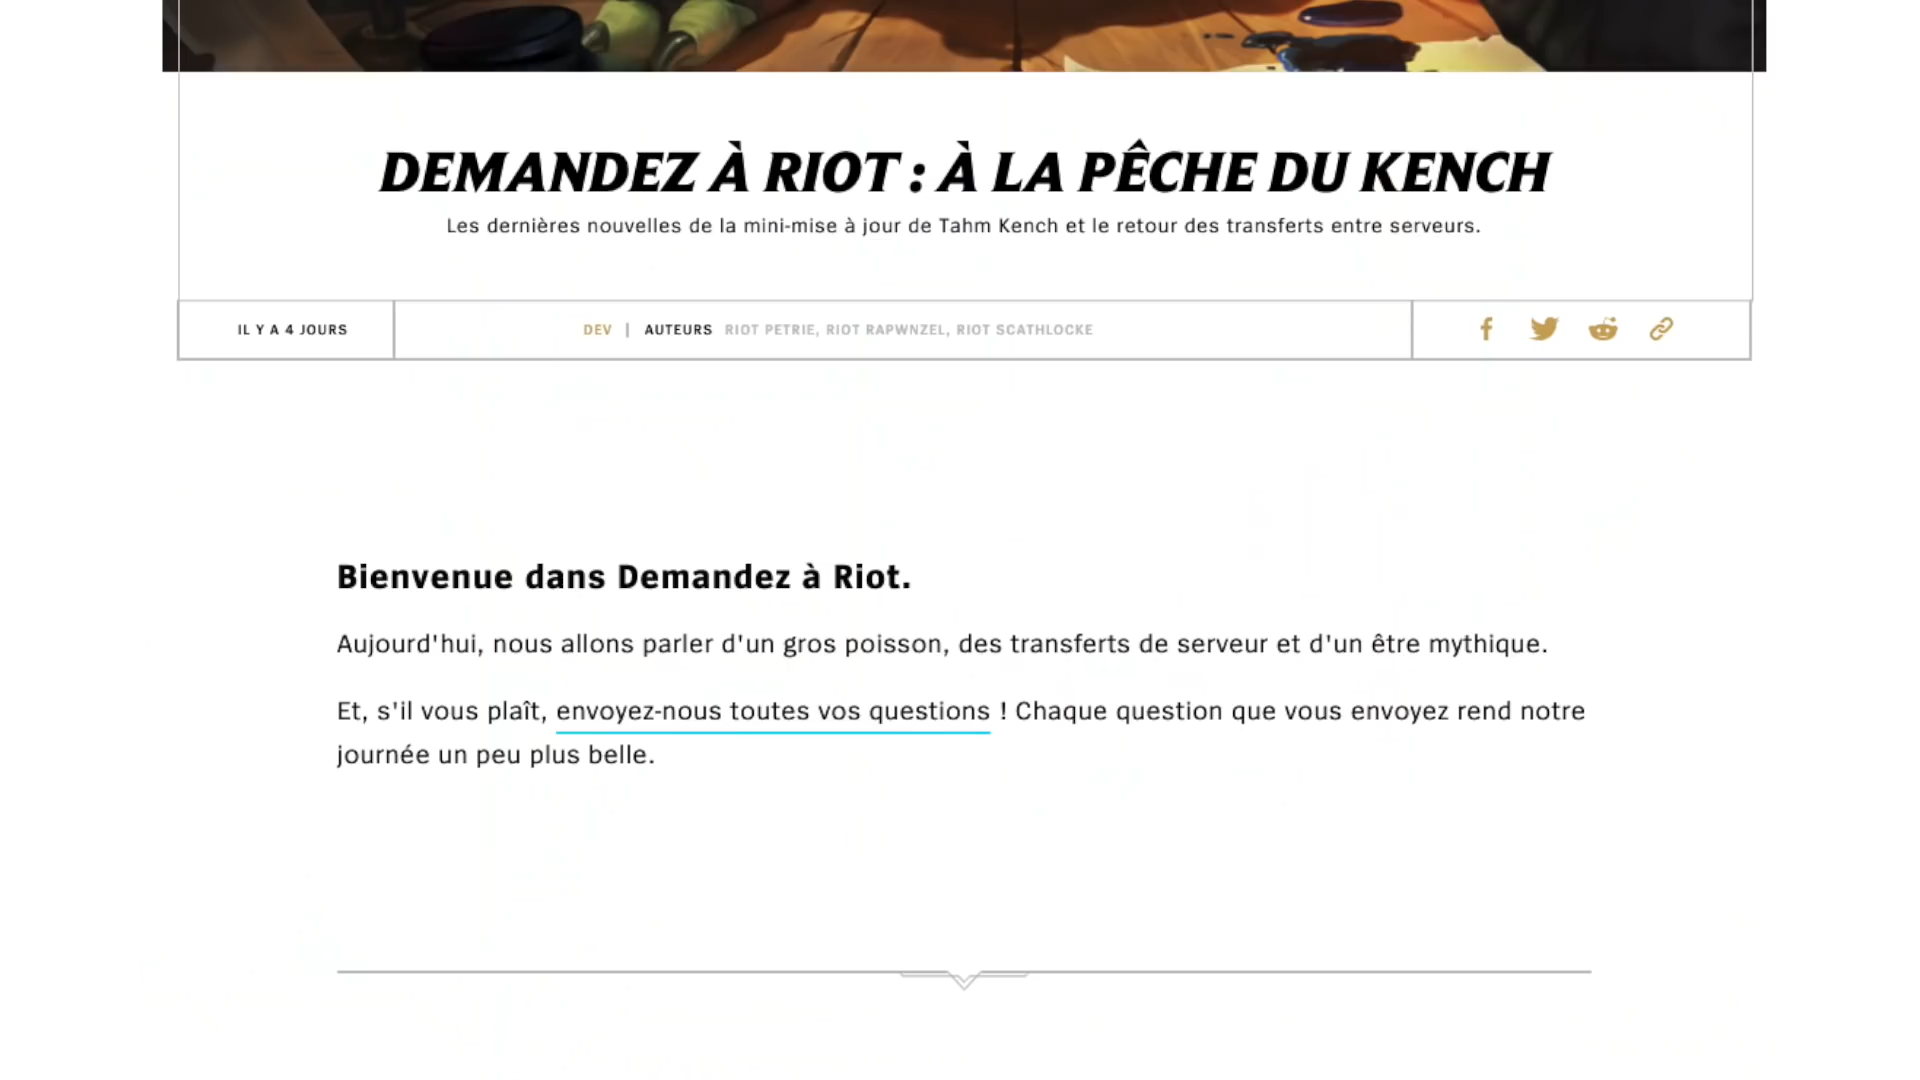 DEMANDEZ À RIOT : À LA PÊCHE DU KENCH
Les dernières nouvelles de la mini-mise à jour de Tahm Kench et le retour des transferts entre serveurs.
IL Y A 4 JOURS
DEV | AUTEURS RIOT PETRIE, RIOT RAPWNZEL, RIOT SCATHLOCKE
Bienvenue dans Demandez à Riot.
Aujourd'hui, nous allons parler d'un gros poisson, des transferts de serveur et d'un être mythique.
Et, s'il vous plaît, envoyez-nous toutes vos questions ! Chaque question que vous envoyez rend notre
journée un peu plus belle.